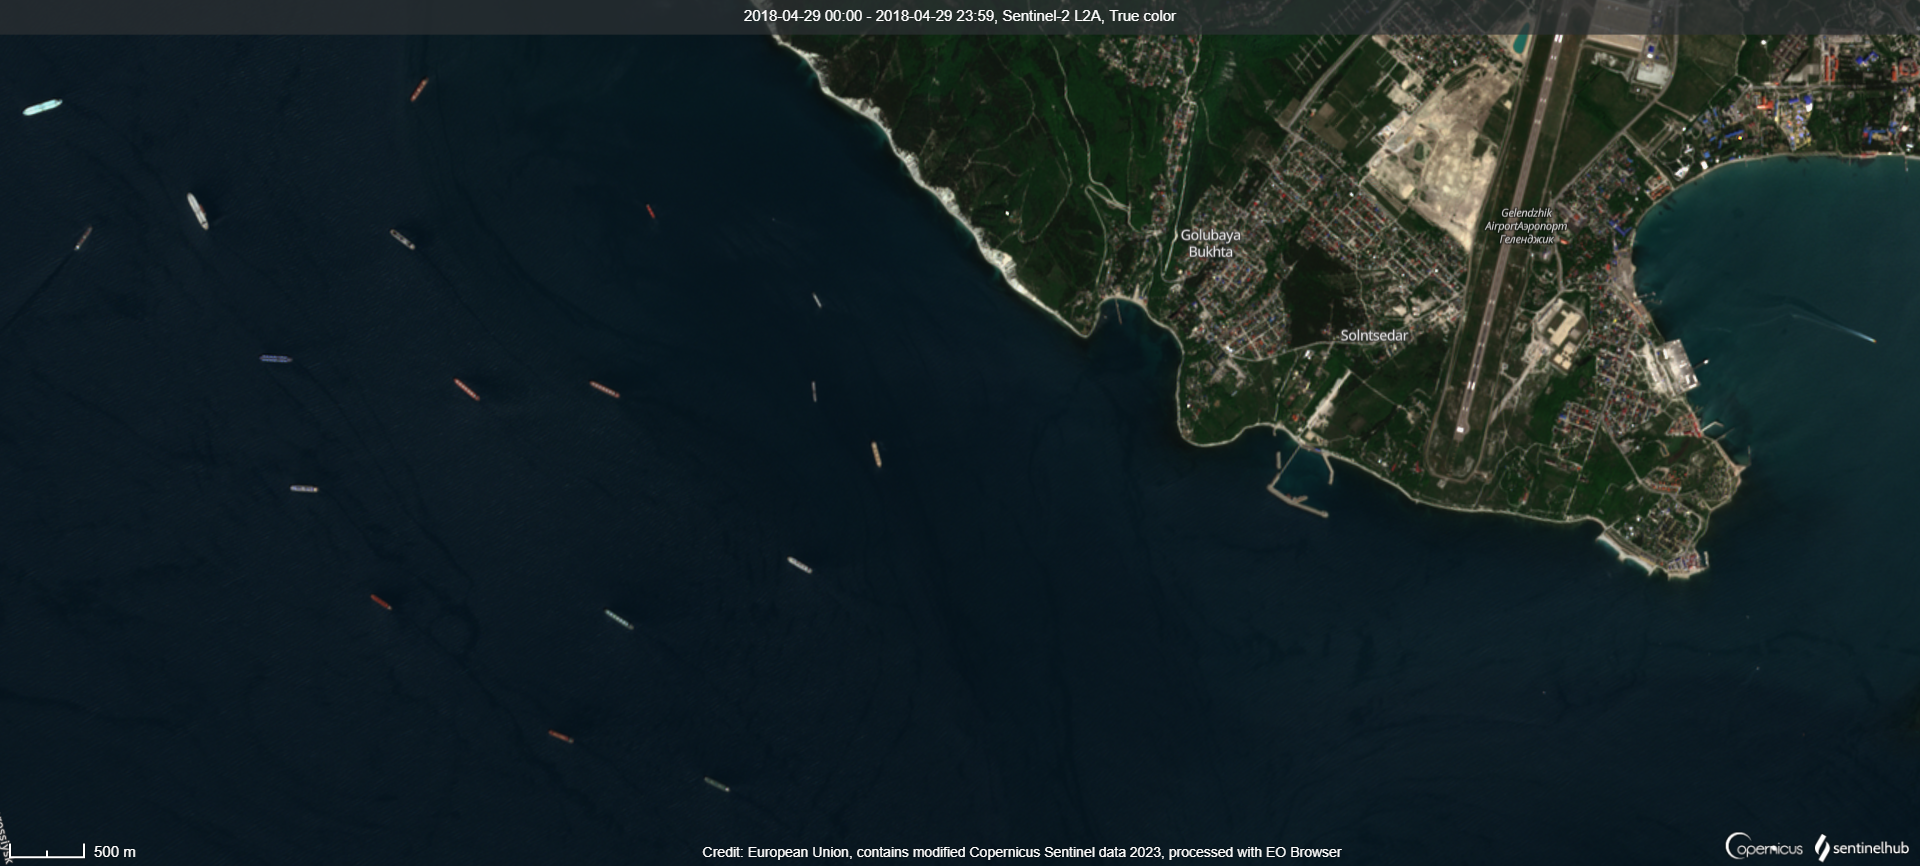 2018-04-29 00:00 - 2018-04-29 23:59, Sentinel-2 L2A, True color
Gelendzhik
AirportАэропорт
Геленджик
Golubaya
Bukhta
Solntsedar
500 m
Credit: European Union, contains modified Copernicus Sentinel data 2023, processed with EO Browser
Copernicus
sentinelhub